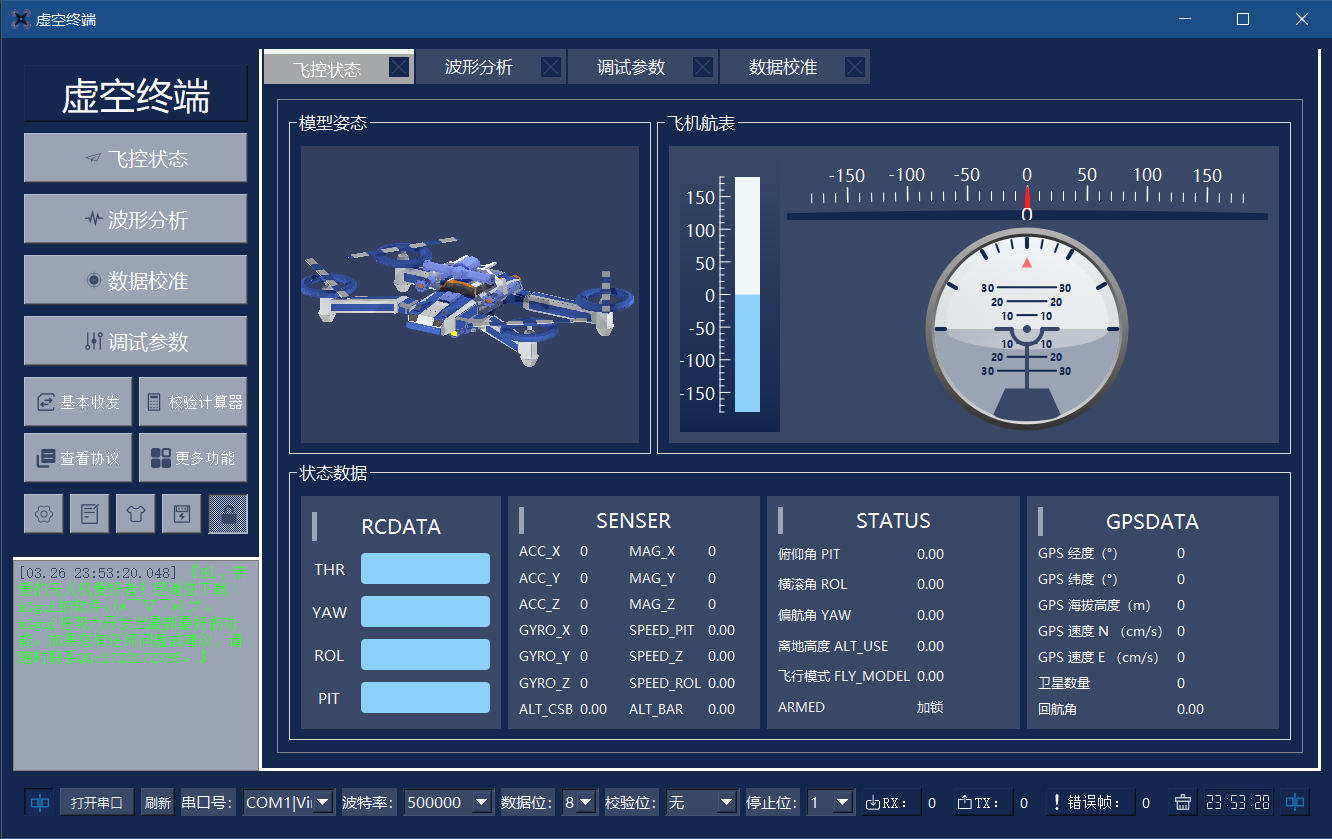 虚空终端
虚空终端
飞控状态
波形分析
数据校准
调试参数
基本收发
校验计算器
查看协议
更多功能
[03.26 23:53:20.048]
飞控状态 波形分析 调试参数 数据校准
模型姿态
飞机航表
150
100
50
0
-50
-100
-150
-150 -100 -50 0 50 100 150
0
30 30
20 20
10 10
10 10
20 20
30 30
状态数据
RCDATA
THR
YAW
ROL
PIT
SENSER
ACC_X 0 MAG_X 0
ACC_Y 0 MAG_Y 0
ACC_Z 0 MAG_Z 0
GYRO_X 0 SPEED_PIT 0.00
GYRO_Y 0 SPEED_Z 0.00
GYRO_Z 0 SPEED_ROL 0.00
ALT_CSB 0.00 ALT_BAR 0.00
STATUS
俯仰角 PIT 0.00
横滚角 ROL 0.00
偏航角 YAW 0.00
离地高度 ALT_USE 0.00
飞行模式 FLY_MODEL 0.00
ARMED 加锁
GPSDATA
GPS 经度（°） 0
GPS 纬度（°） 0
GPS 海拔高度（m） 0
GPS 速度 N （cm/s） 0
GPS 速度 E （cm/s） 0
卫星数量 0
回航角 0.00
打开串口 刷新 串口号: COM1|Vi 波特率: 500000 数据位: 8 校验位: 无 停止位: 1 RX: 0 TX: 0 错误帧: 0 23:53:28